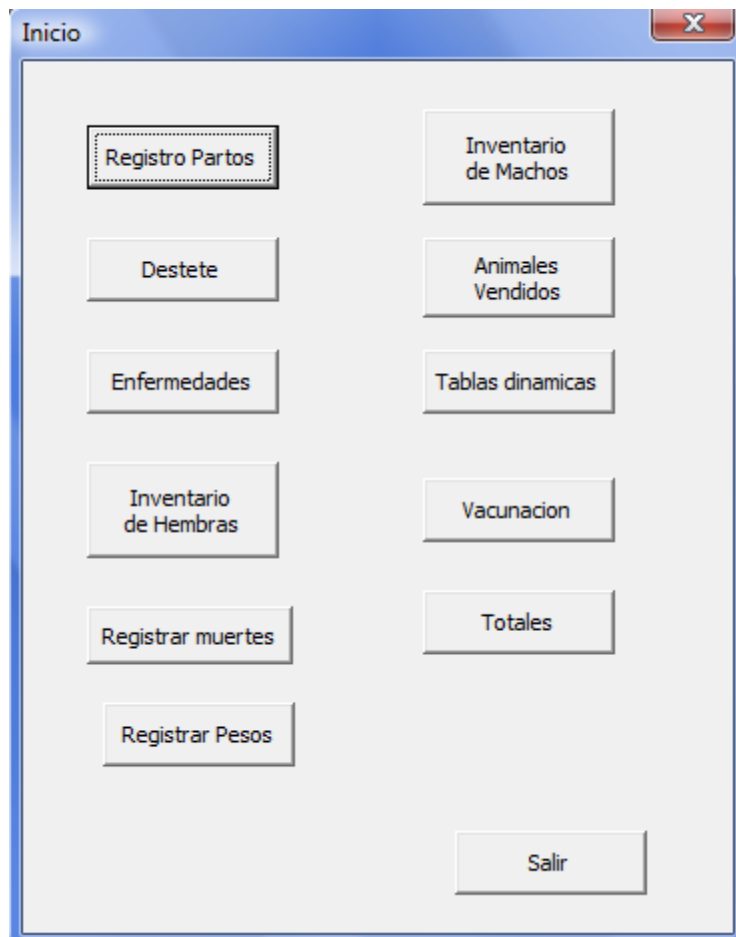 Inicio
Registro Partos
Inventario
de Machos
Destete
Animales
Vendidos
Enfermedades
Tablas dinamicas
Inventario
de Hembras
Vacunacion
Registrar muertes
Totales
Registrar Pesos
Salir